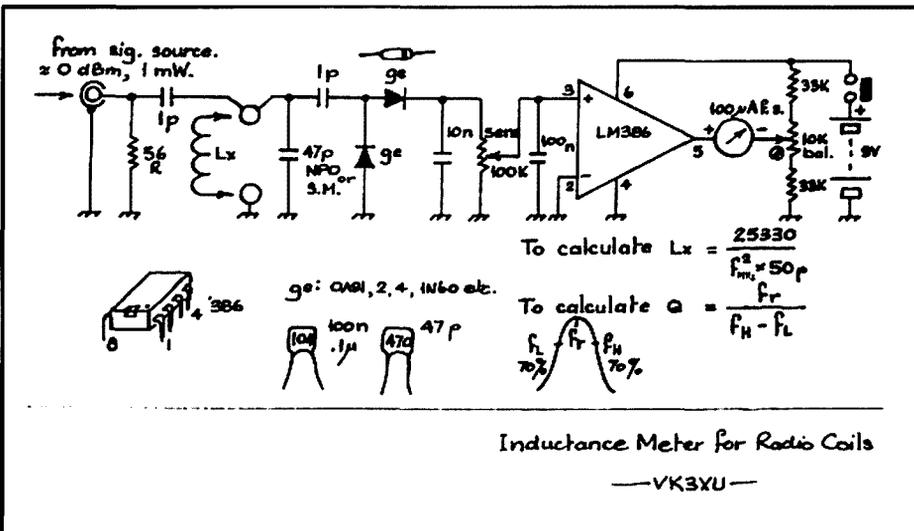 from sig. source.
≈ 0 dBm, 1 mW.
1p
56
R
Lx
47p
NPO or
S.M.
1p
ge
ge
10n
sens
100K
100
n
3
+
2
-
LM386
6
4
5
100µA F.s.
+
-
33K
10K
bal.
33K
+
9V
To calculate Lx = 25330
f²MHz × 50p
To calculate Q = fr
fH - fL
fL
70%
fr
fH
70%
8
1
4
'386
ge: OA91, 2, 4, 1N60 etc.
104
100n
.1µ
470
47p
Inductance Meter for Radio Coils
—VK3XU—